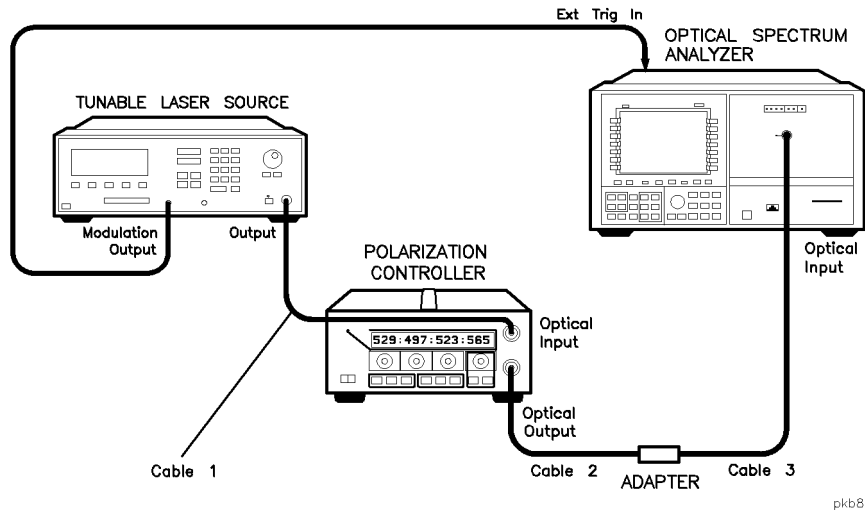 Ext Trig In
OPTICAL SPECTRUM
ANALYZER
TUNABLE LASER SOURCE
Modulation
Output
Output
Optical
Input
POLARIZATION
CONTROLLER
529:497:523:565
Optical
Input
Optical
Output
Cable 1
Cable 2
ADAPTER
Cable 3
pkb8